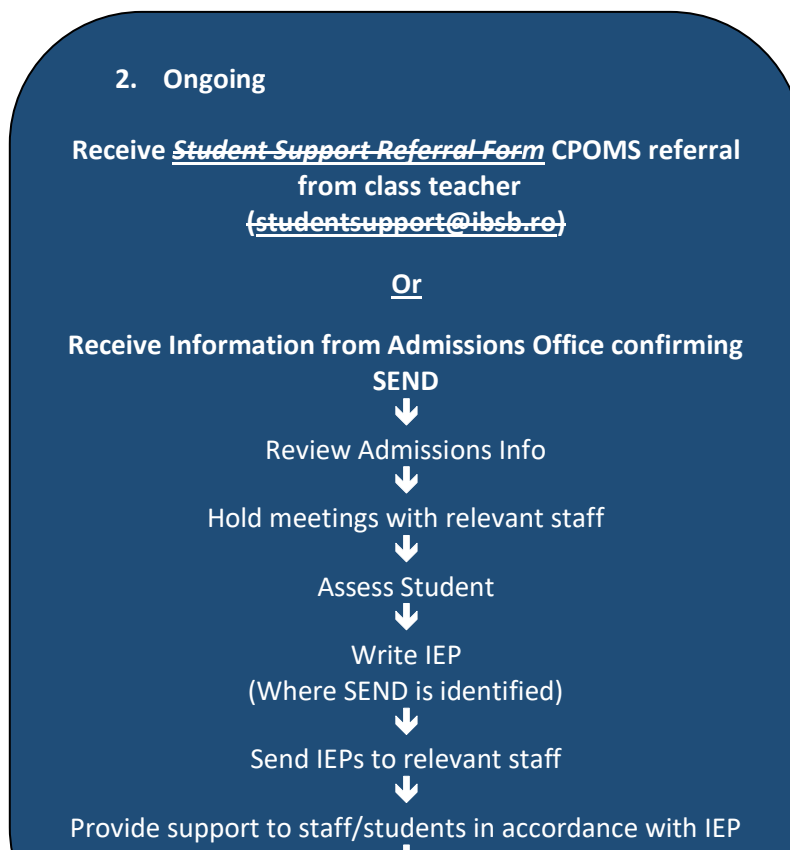 2. Ongoing
Receive Student Support Referral Form CPOMS referral
from class teacher
(studentsupport@ibsb.ro)
Or
Receive Information from Admissions Office confirming
SEND
Review Admissions Info
Hold meetings with relevant staff
Assess Student
Write IEP
(Where SEND is identified)
Send IEPs to relevant staff
Provide support to staff/students in accordance with IEP